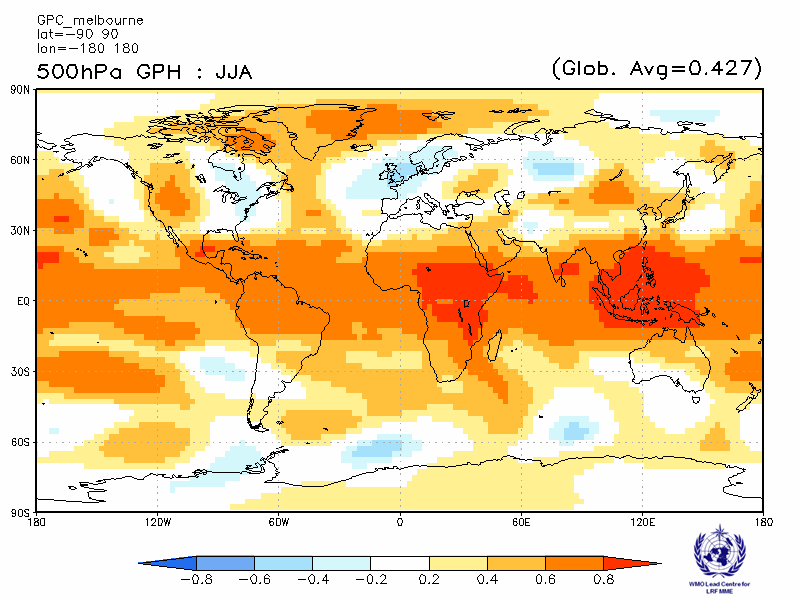 GPC_melbourne
lat=-90 90
lon=-180 180
500hPa GPH : JJA (Glob. Avg=0.427)
90N
60N
30N
EQ
30S
60S
90S
180 120W 60W 0 60E 120E 180
-0.8 -0.6 -0.4 -0.2 0.2 0.4 0.6 0.8
WMO Lead Centre for
LRF MME